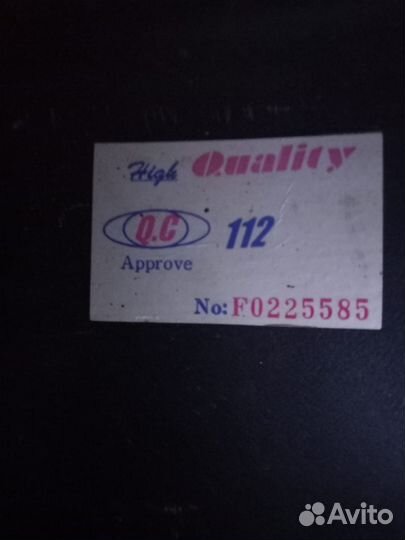 High Quality
Q.C 112
Approve
No: F0225585
Avito